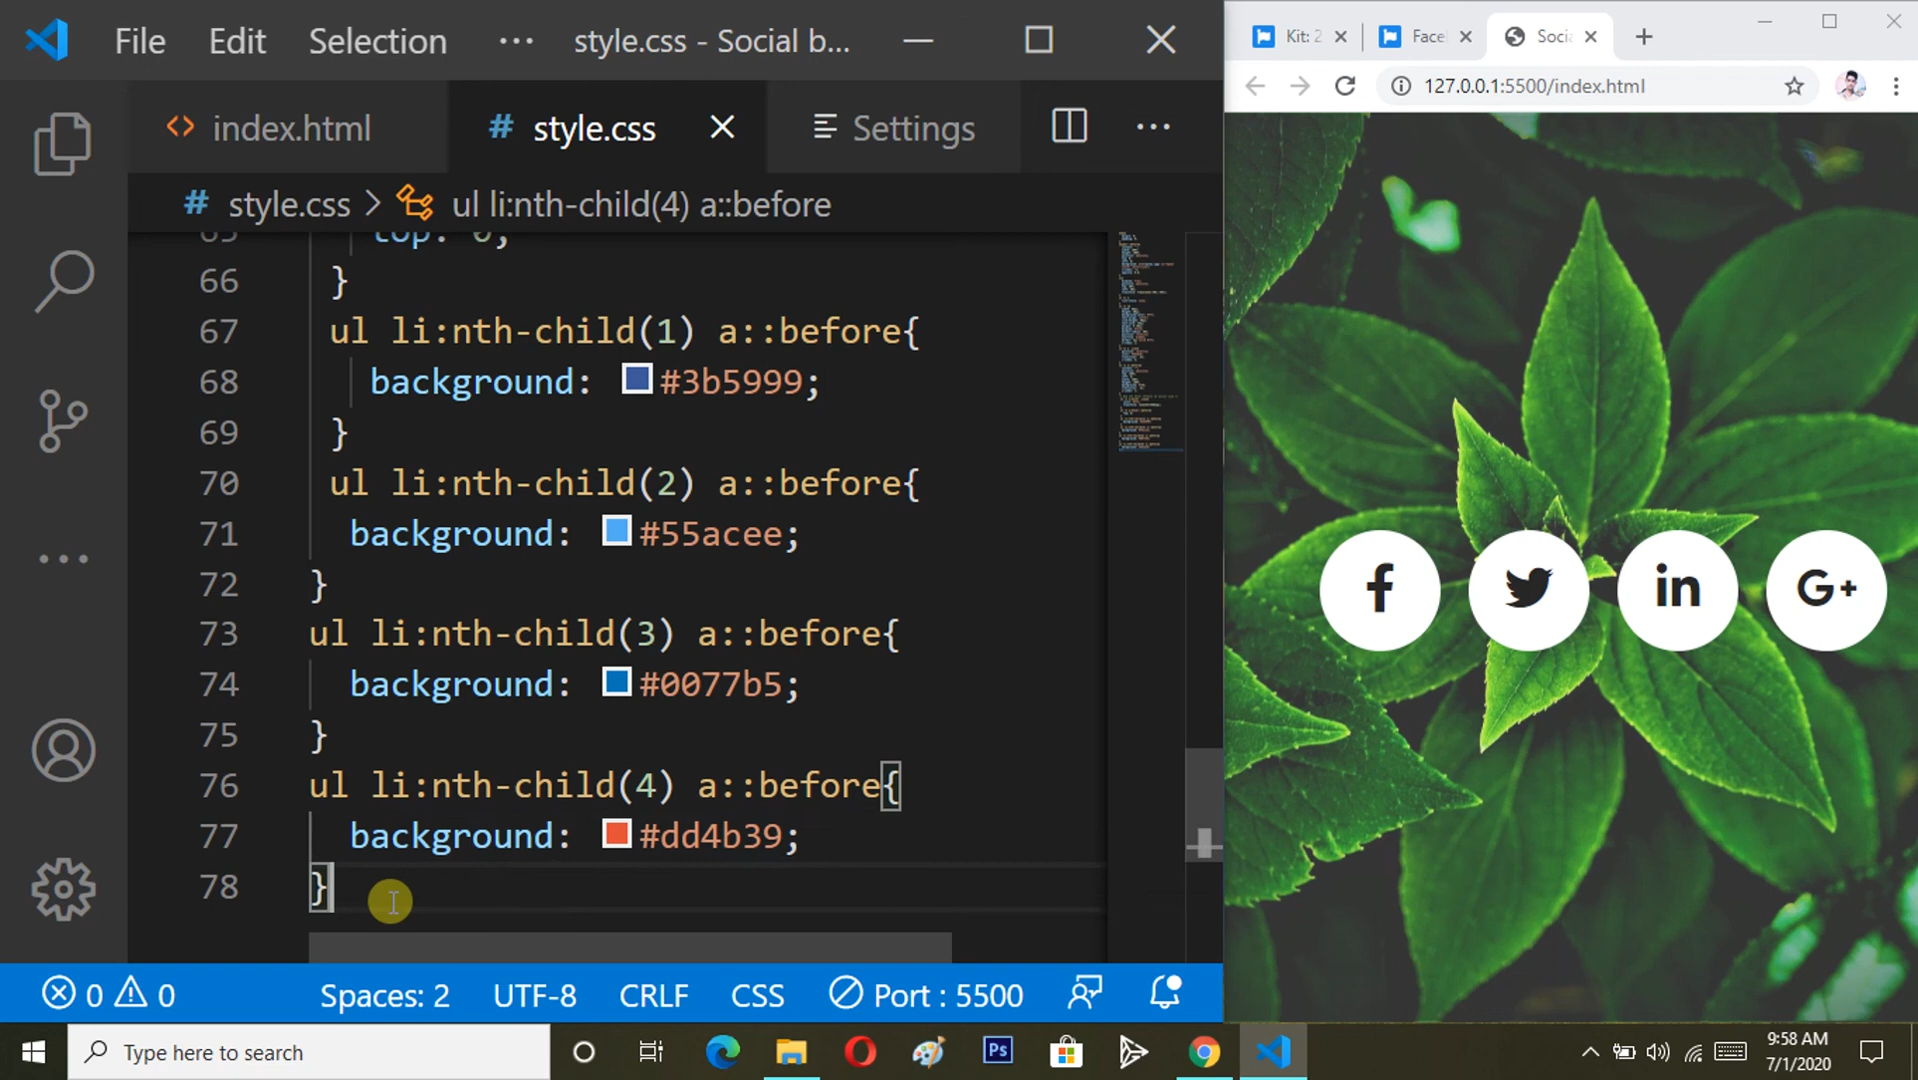 File Edit Selection ··· style.css - Social b...
index.html # style.css Settings ···
# style.css > ul li:nth-child(4) a::before
65 top: 0;
66 }
67 ul li:nth-child(1) a::before{
68 background: #3b5999;
69 }
70 ul li:nth-child(2) a::before{
71 background: #55acee;
72 }
73 ul li:nth-child(3) a::before{
74 background: #0077b5;
75 }
76 ul li:nth-child(4) a::before{
77 background: #dd4b39;
78 }
0 0 Spaces: 2 UTF-8 CRLF CSS Port : 5500
Kit: 2 Face Socia
127.0.0.1:5500/index.html
f in G+
Type here to search
Ps
9:58 AM
7/1/2020